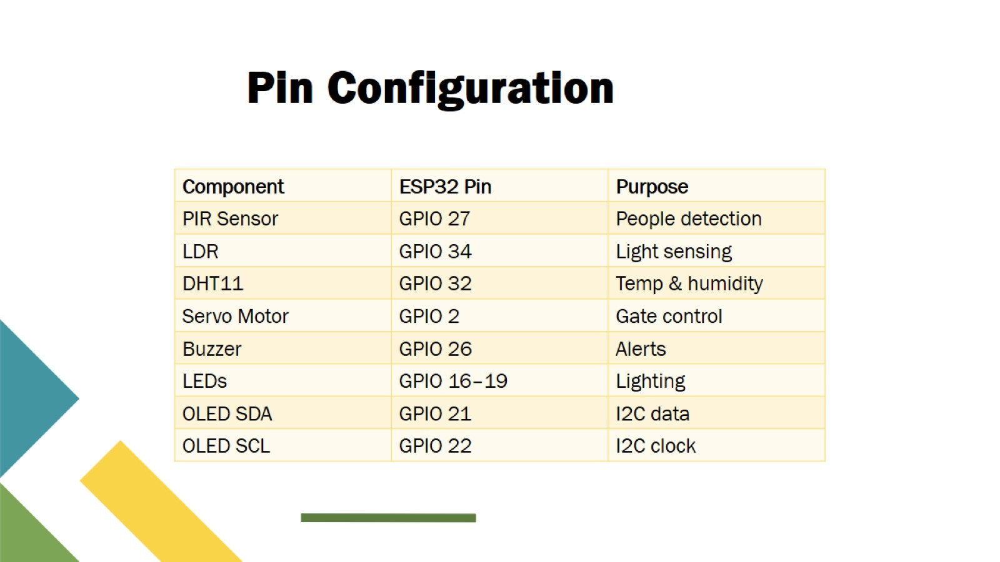 Pin Configuration
Component ESP32 Pin Purpose
PIR Sensor GPIO 27 People detection
LDR GPIO 34 Light sensing
DHT11 GPIO 32 Temp & humidity
Servo Motor GPIO 2 Gate control
Buzzer GPIO 26 Alerts
LEDs GPIO 16–19 Lighting
OLED SDA GPIO 21 I2C data
OLED SCL GPIO 22 I2C clock